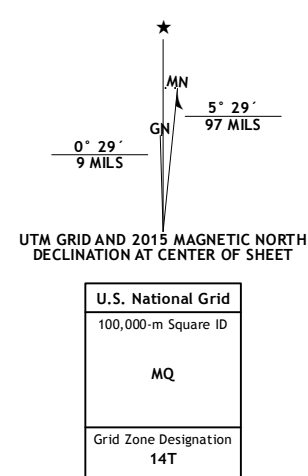 ★
MN
5° 29´
97 MILS
GN
0° 29´
9 MILS
UTM GRID AND 2015 MAGNETIC NORTH
DECLINATION AT CENTER OF SHEET
U.S. National Grid
100,000-m Square ID
MQ
Grid Zone Designation
14T